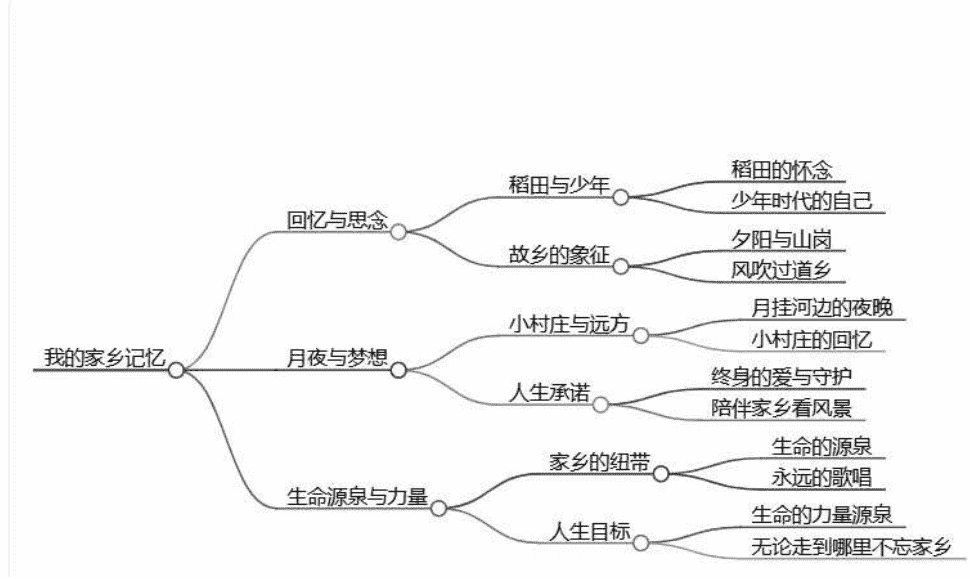 稻田的怀念
稻田与少年
少年时代的自己
回忆与思念
夕阳与山岗
故乡的象征
风吹过道乡
月挂河边的夜晚
小村庄与远方
小村庄的回忆
我的家乡记忆
月夜与梦想
终身的爱与守护
人生承诺
陪伴家乡看风景
生命的源泉
家乡的纽带
永远的歌唱
生命源泉与力量
生命的力量源泉
人生目标
无论走到哪里不忘家乡